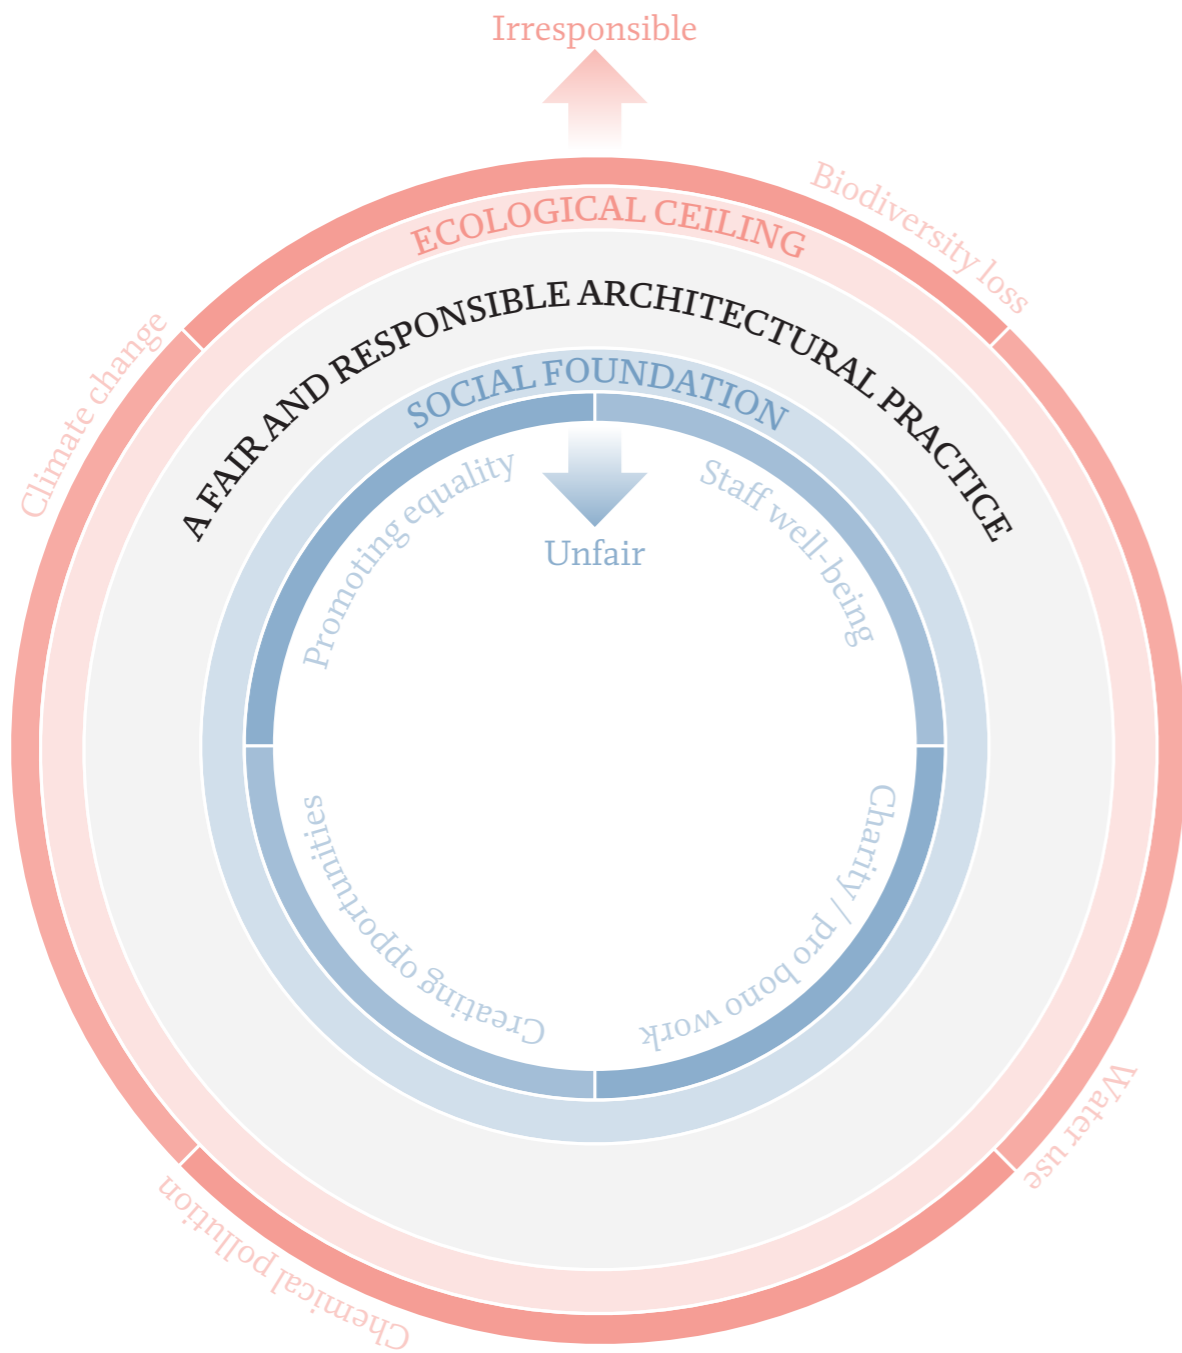 Irresponsible
Biodiversity loss
ECOLOGICAL CEILING
A FAIR AND RESPONSIBLE ARCHITECTURAL PRACTICE
Climate change
SOCIAL FOUNDATION
Promoting equality
Staff well-being
Unfair
Creating opportunities
Charity / pro bono work
Water use
Chemical pollution